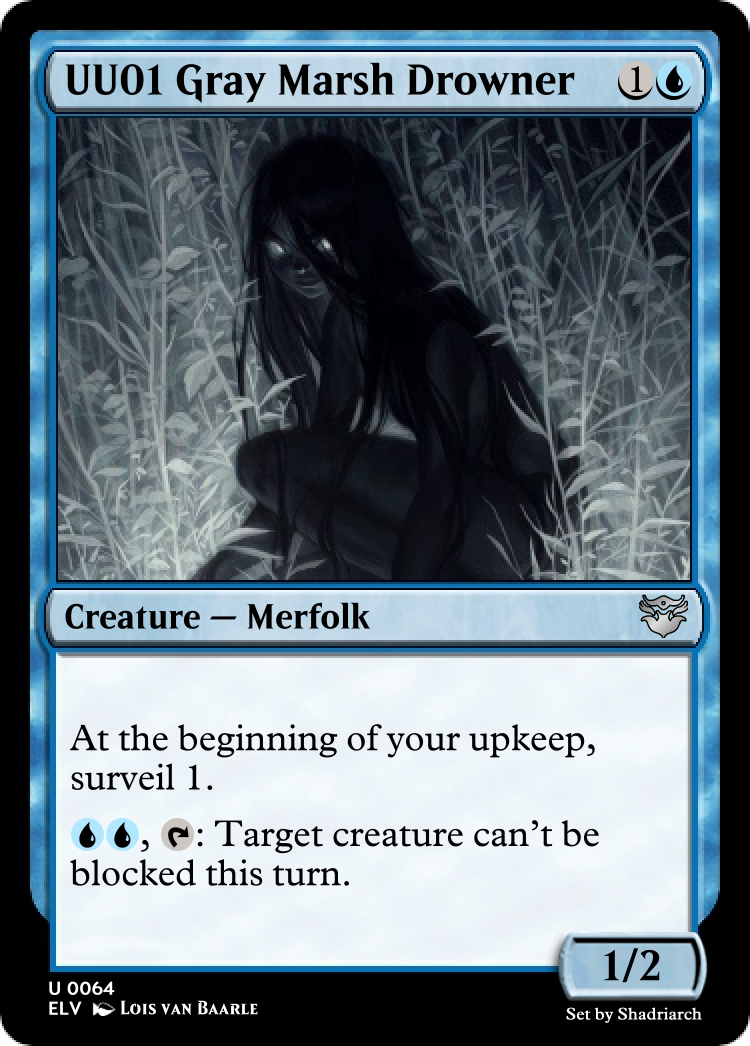 UU01 Gray Marsh Drowner 1
Creature — Merfolk
At the beginning of your upkeep,
surveil 1.
, : Target creature can't be
blocked this turn.
1/2
U 0064
ELV Lois van Baarle
Set by Shadriarch